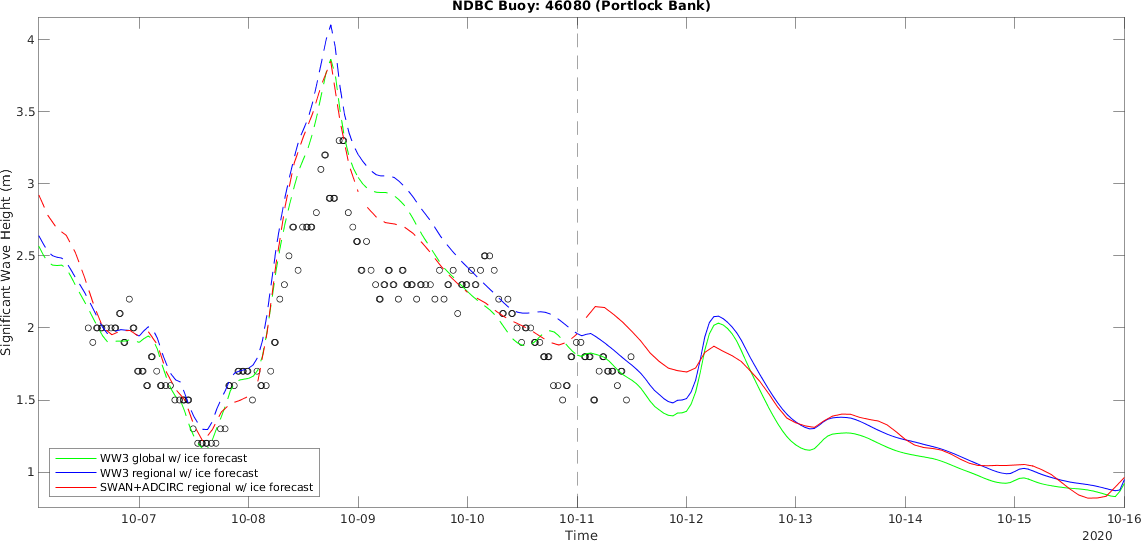 NDBC Buoy: 46080 (Portlock Bank)
4
3.5
3
2.5
2
1.5
1
Significant Wave Height (m)
WW3 global w/ ice forecast
WW3 regional w/ ice forecast
SWAN+ADCIRC regional w/ ice forecast
10-07 10-08 10-09 10-10 10-11 10-12 10-13 10-14 10-15 10-16
Time
2020